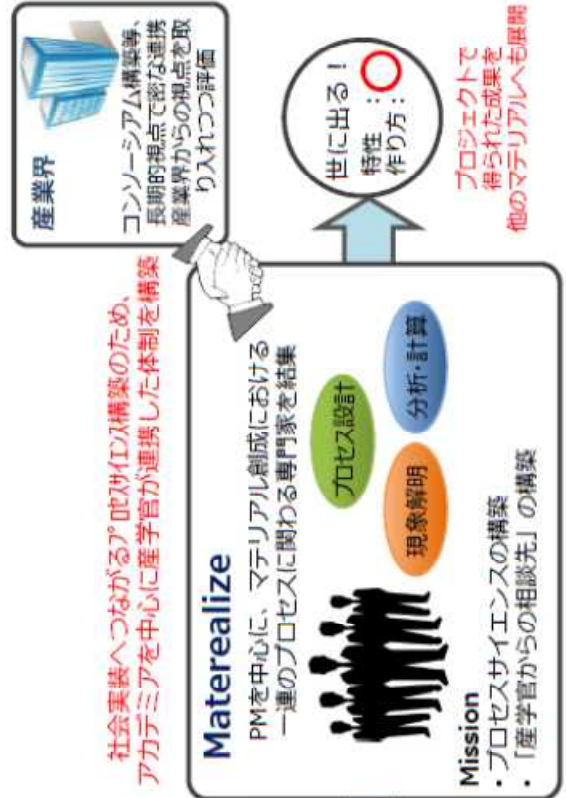 社会実装へつながるプロセスサイエンス構築のため、
アカデミアを中心に産学官が連携した体制を構築
産業界
コンソーシアム構築等、
長期的視点で密な連携
産業界からの視点を取
り入れつつ評価
Materealize
PMを中心に、マテリアル創成における
一連のプロセスに関わる専門家を結集
プロセス設計
現象解明
分析・計算
Mission
・プロセスサイエンスの構築
・「産学官からの相談先」の構築
世に出る!
特性 :○
作り方:
プロジェクトで
得られた成果を
他のマテリアルへも展開